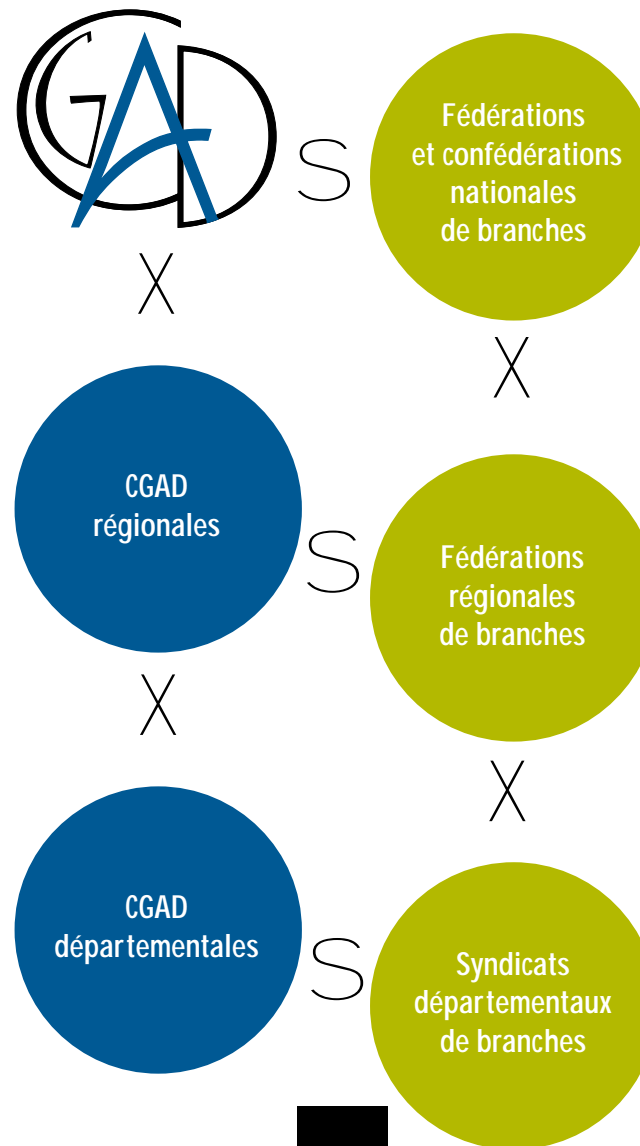 CGAD
S
Fédérations
et confédérations
nationales
de branches
X
X
CGAD
régionales
S
Fédérations
régionales
de branches
X
X
CGAD
départementales
S
Syndicats
départementaux
de branches